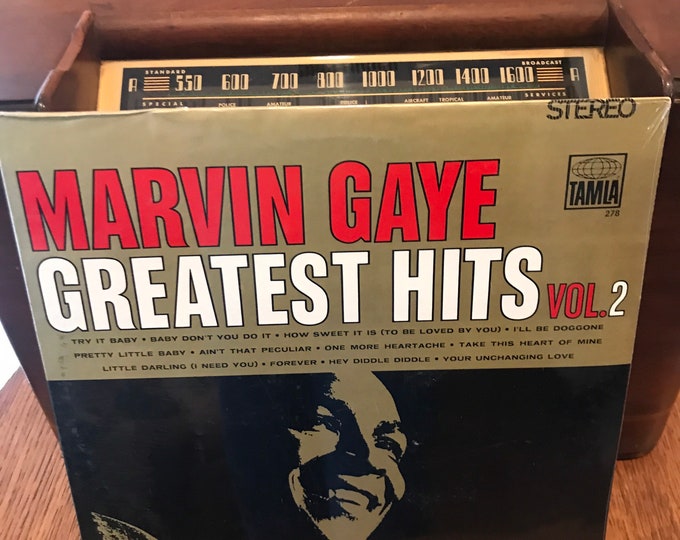 STANDARD BROADCAST
R 550 600 700 800 1000 1200 1400 1600 R
SPECIAL POLICE AMATEUR POLICE AIRCRAFT TROPICAL AMATEUR SERVICES
STEREO
TAMLA
278
MARVIN GAYE
GREATEST HITS VOL.2
TRY IT BABY • BABY DON'T YOU DO IT • HOW SWEET IT IS (TO BE LOVED BY YOU) • I'LL BE DOGGONE
PRETTY LITTLE BABY • AIN'T THAT PECULIAR • ONE MORE HEARTACHE • TAKE THIS HEART OF MINE
LITTLE DARLING (I NEED YOU) • FOREVER • HEY DIDDLE DIDDLE • YOUR UNCHANGING LOVE